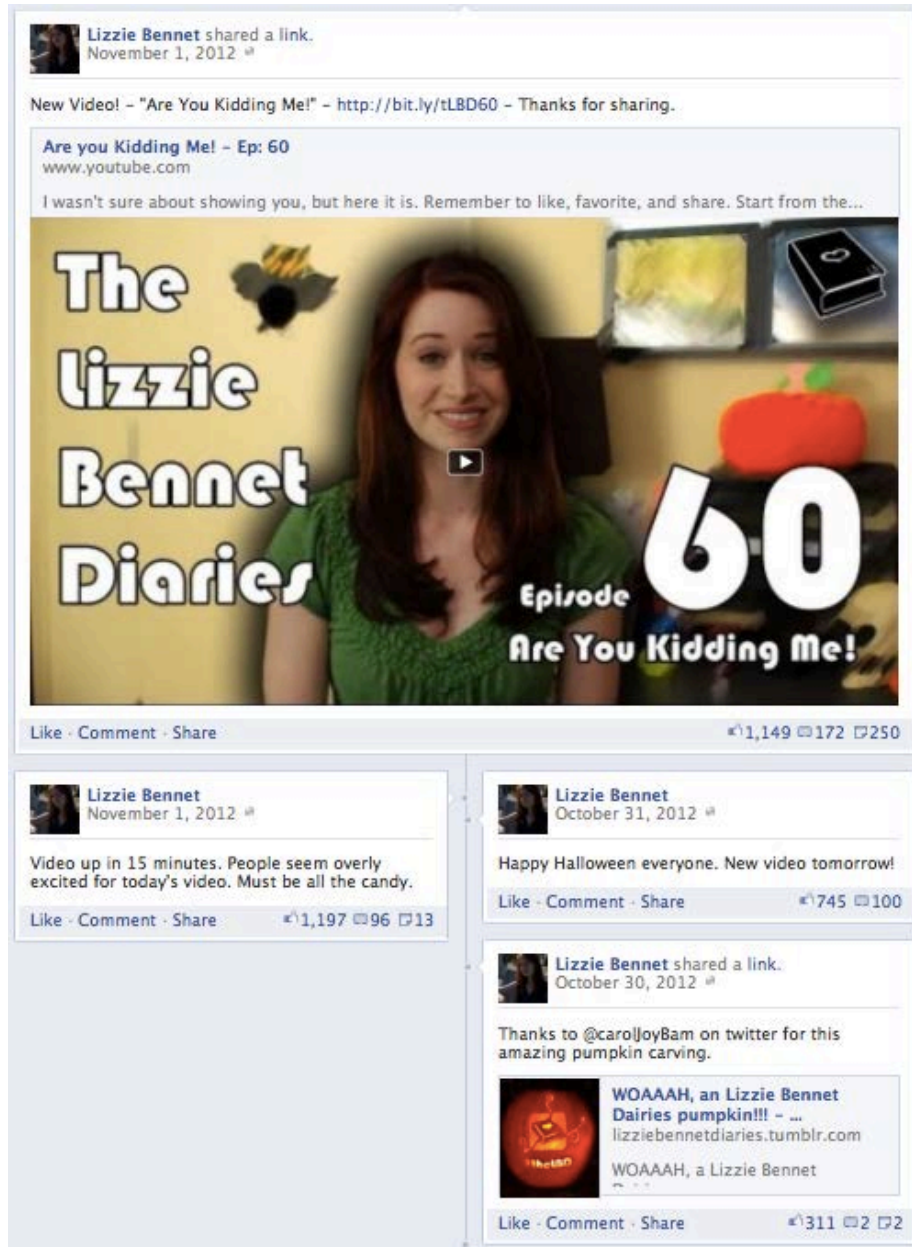 Lizzie Bennet shared a link.
November 1, 2012
New Video! - "Are You Kidding Me!" - http://bit.ly/tLBD60 - Thanks for sharing.
Are you Kidding Me! - Ep: 60
www.youtube.com
I wasn't sure about showing you, but here it is. Remember to like, favorite, and share. Start from the...
The
Lizzie
Bennet
Diaries
Episode 60
Are You Kidding Me!
Like · Comment · Share 1,149 172 250
Lizzie Bennet
November 1, 2012
Video up in 15 minutes. People seem overly
excited for today's video. Must be all the candy.
Like · Comment · Share 1,197 96 13
Lizzie Bennet
October 31, 2012
Happy Halloween everyone. New video tomorrow!
Like · Comment · Share 745 100
Lizzie Bennet shared a link.
October 30, 2012
Thanks to @carolJoyBam on twitter for this
amazing pumpkin carving.
WOAAAH, an Lizzie Bennet
Dairies pumpkin!!! - ...
lizziebennetdiaries.tumblr.com
WOAAAH, a Lizzie Bennet
Like · Comment · Share 311 2 2